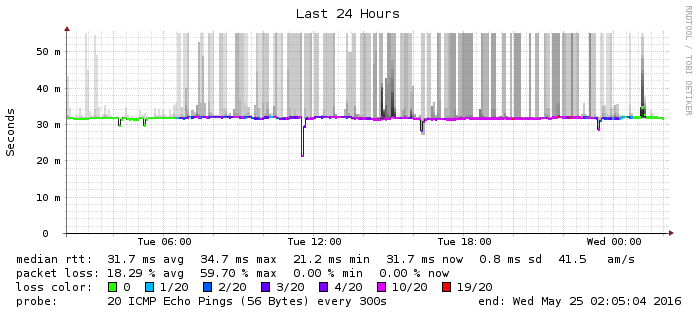 Last 24 Hours
RRDTOOL / TOBI OETIKER
Seconds
50 m
40 m
30 m
20 m
10 m
0
Tue 06:00 Tue 12:00 Tue 18:00 Wed 00:00
median rtt: 31.7 ms avg 34.7 ms max 21.2 ms min 31.7 ms now 0.8 ms sd 41.5 am/s
packet loss: 18.29 % avg 59.70 % max 0.00 % min 0.00 % now
loss color: 0 1/20 2/20 3/20 4/20 10/20 19/20
probe: 20 ICMP Echo Pings (56 Bytes) every 300s end: Wed May 25 02:05:04 2016